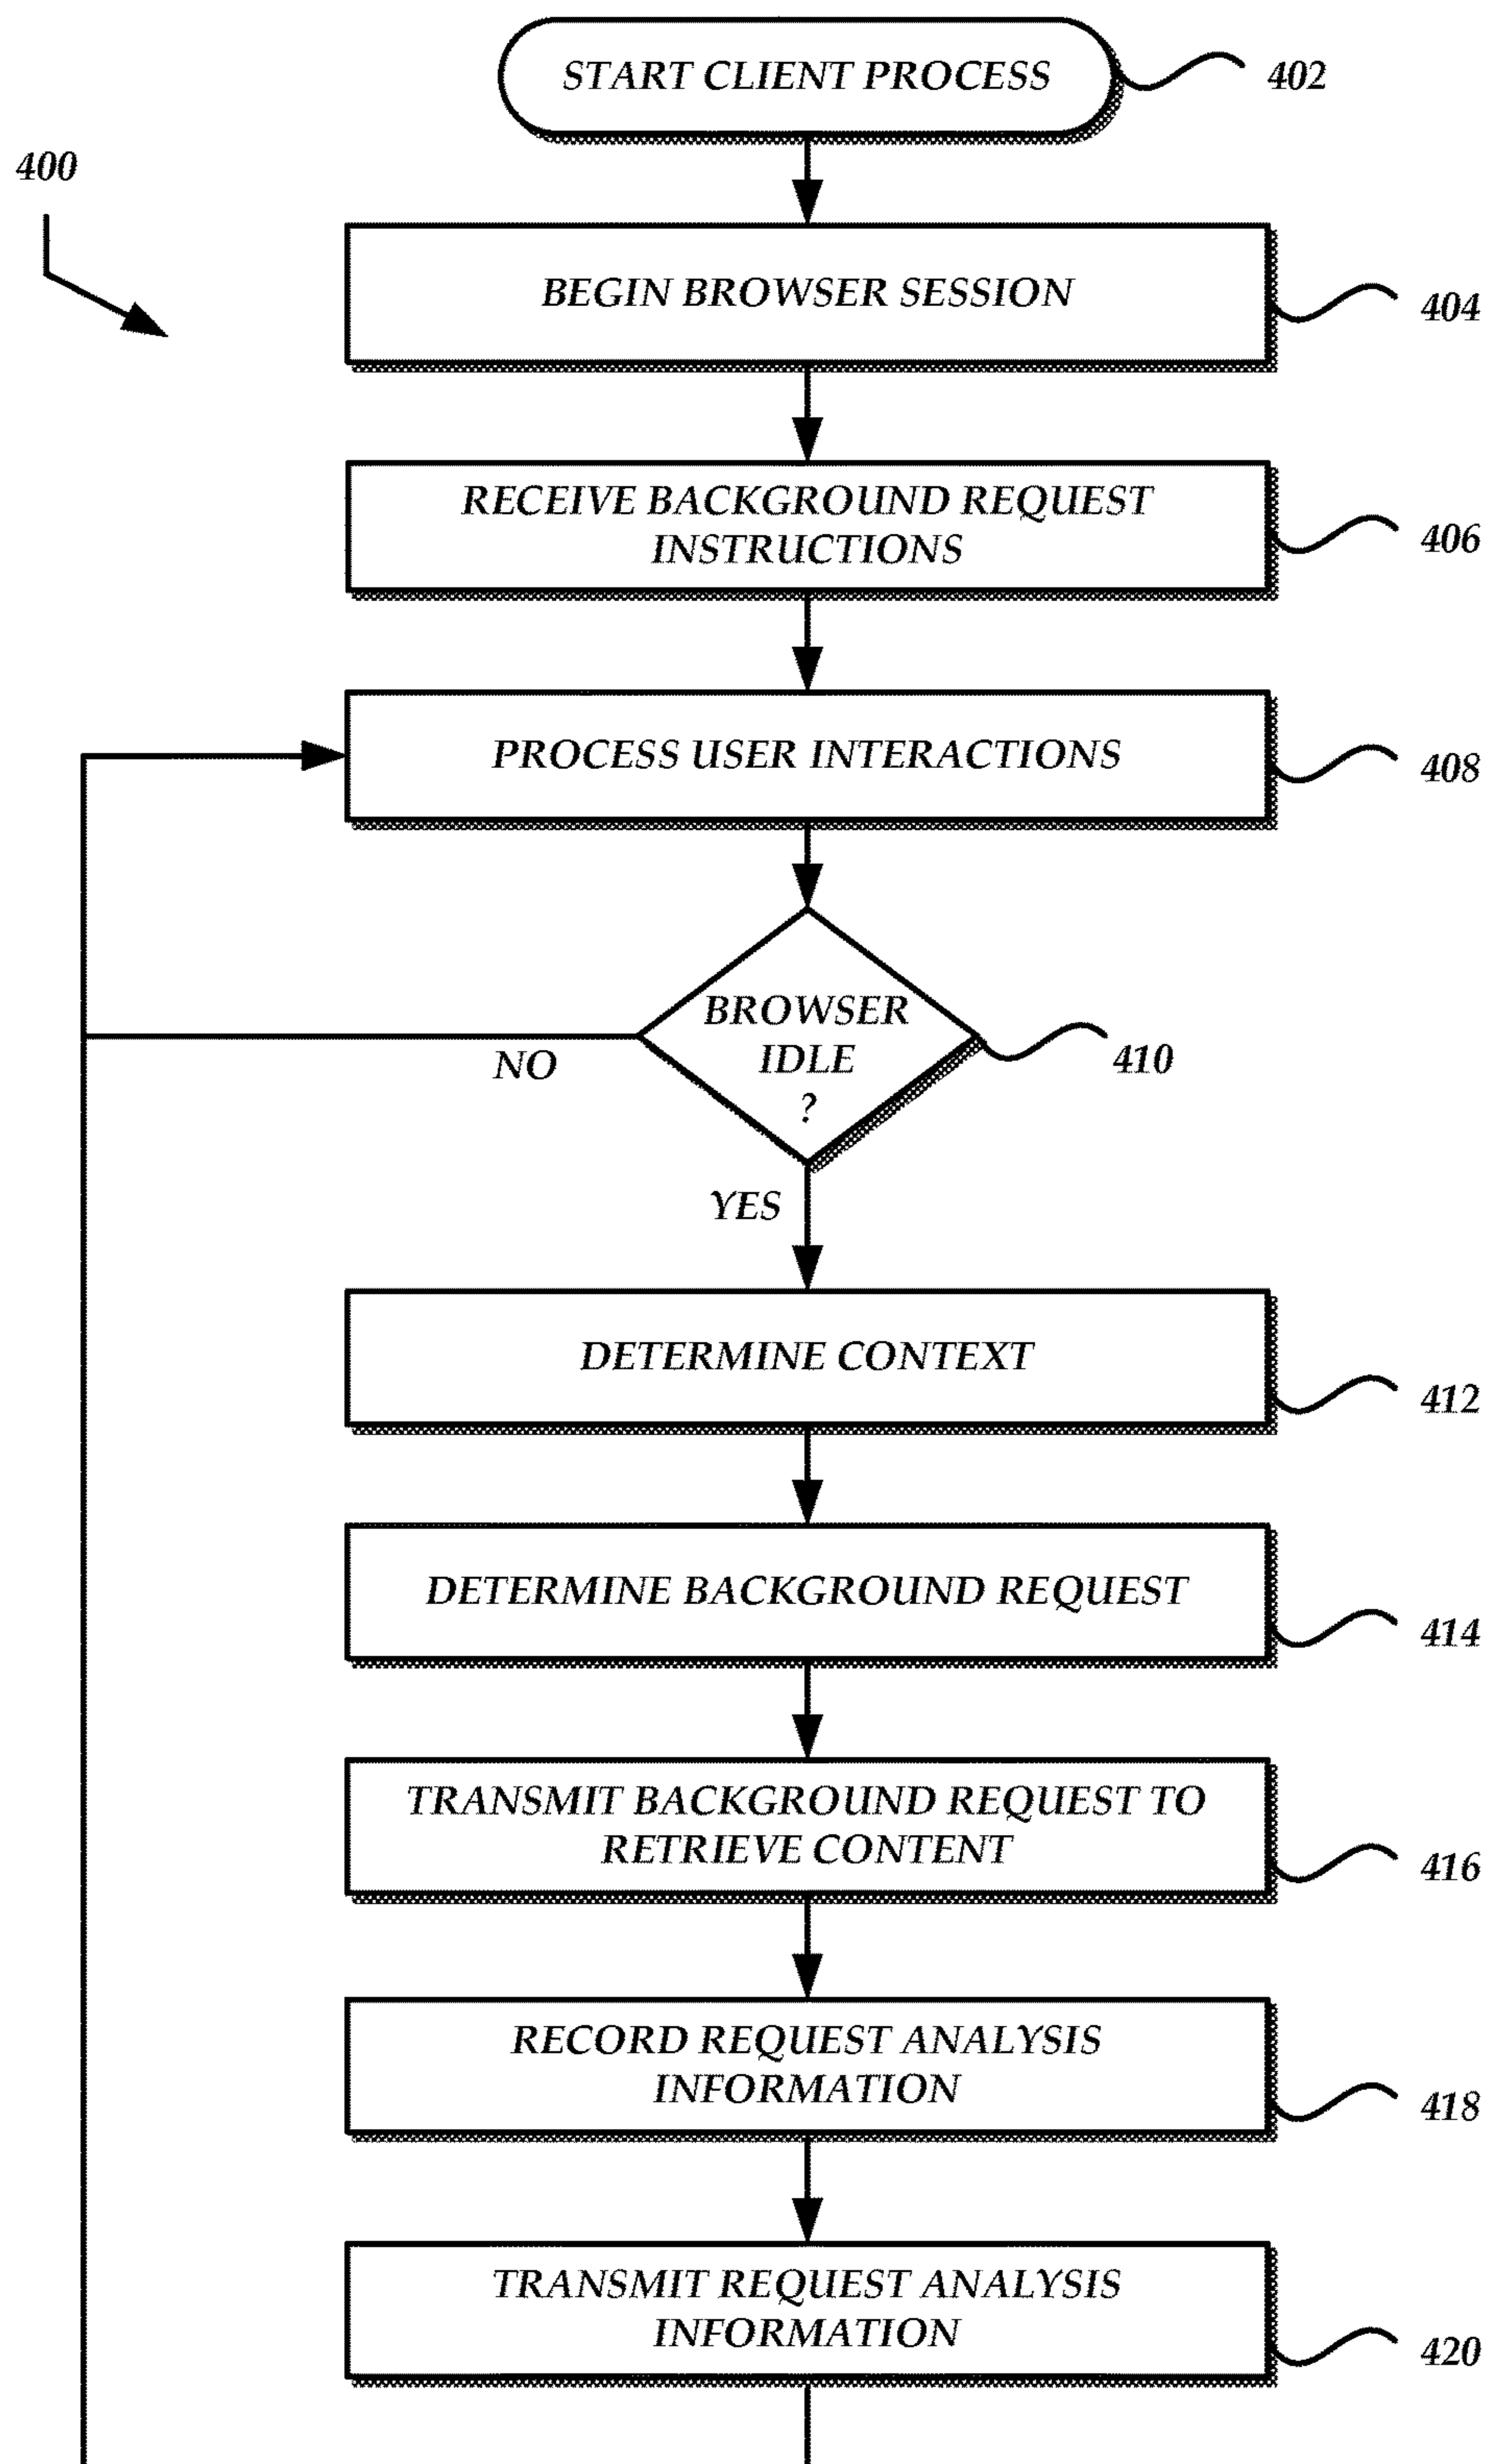 START CLIENT PROCESS
402
400
BEGIN BROWSER SESSION
404
RECEIVE BACKGROUND REQUEST
INSTRUCTIONS
406
PROCESS USER INTERACTIONS
408
BROWSER
IDLE
?
410
NO
YES
DETERMINE CONTEXT
412
DETERMINE BACKGROUND REQUEST
414
TRANSMIT BACKGROUND REQUEST TO
RETRIEVE CONTENT
416
RECORD REQUEST ANALYSIS
INFORMATION
418
TRANSMIT REQUEST ANALYSIS
INFORMATION
420